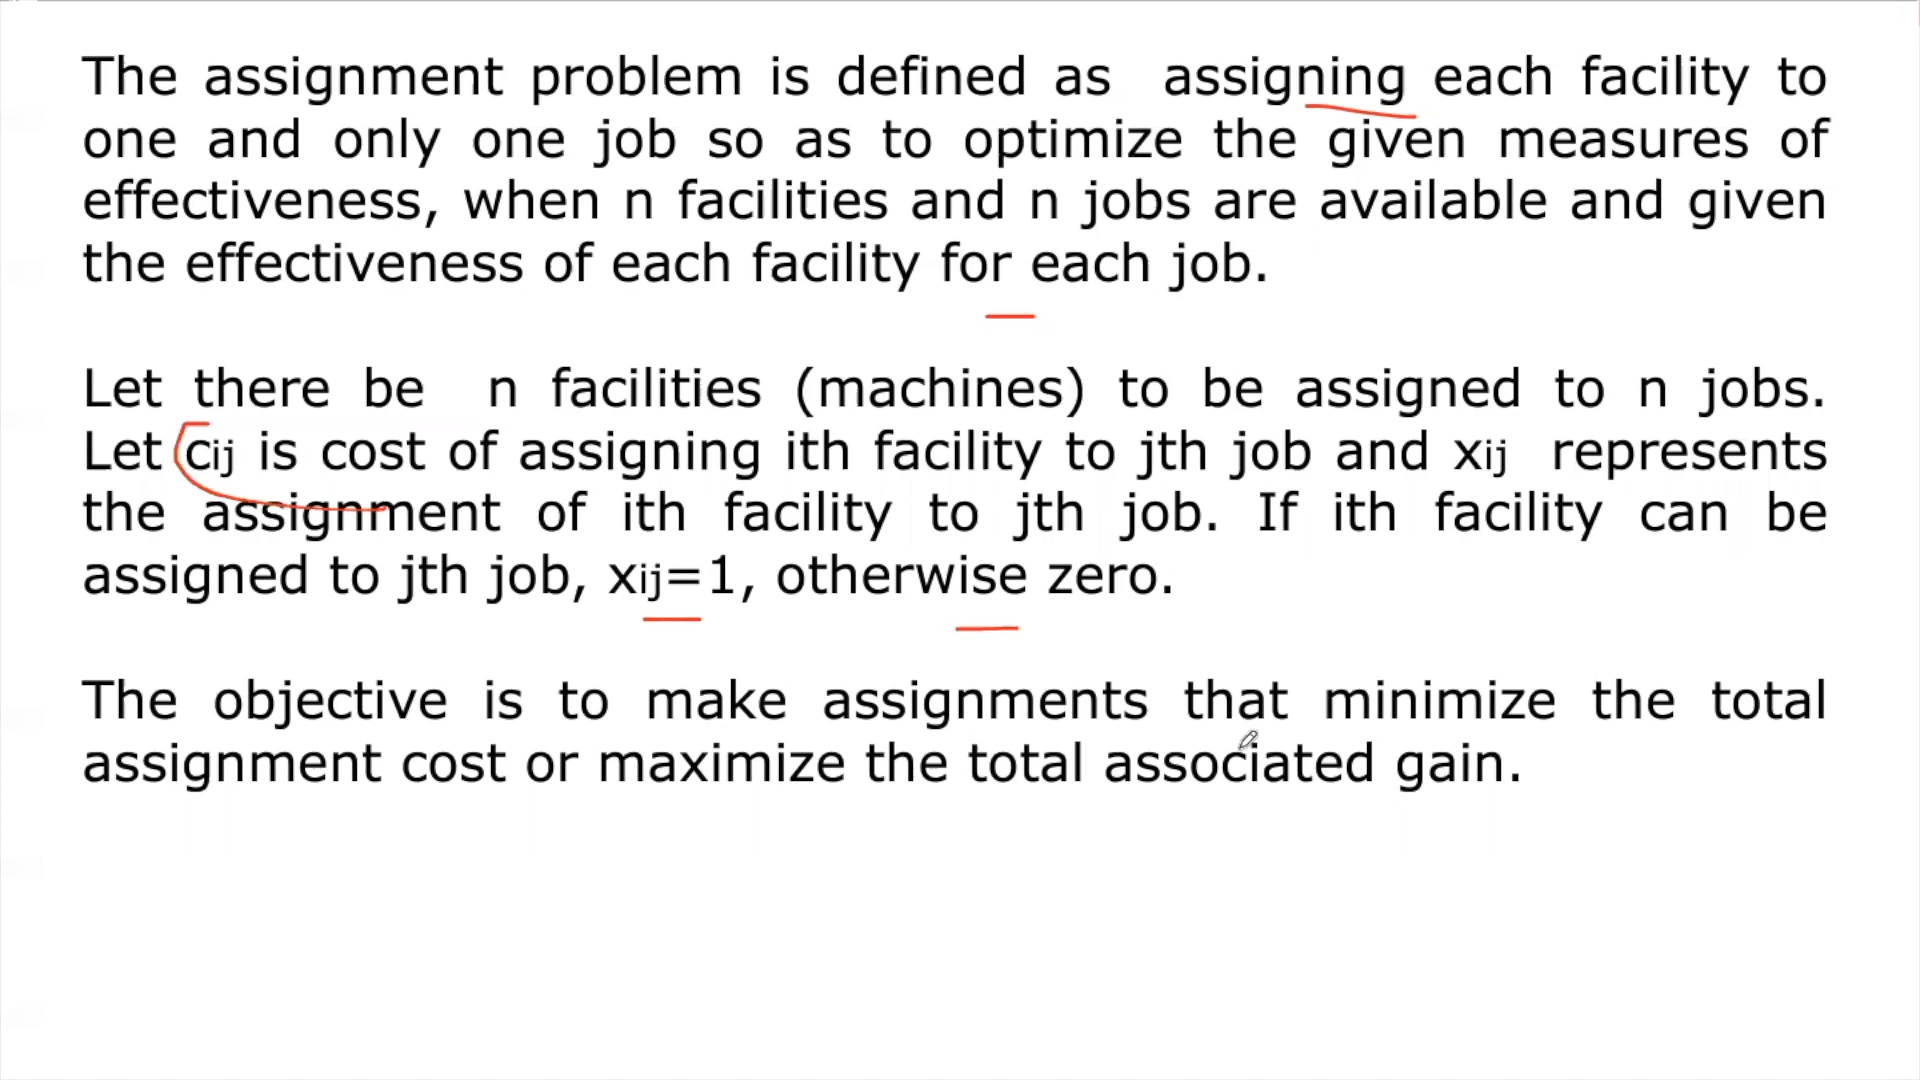 The assignment problem is defined as assigning each facility to
one and only one job so as to optimize the given measures of
effectiveness, when n facilities and n jobs are available and given
the effectiveness of each facility for each job.
Let there be n facilities (machines) to be assigned to n jobs.
Let cij is cost of assigning ith facility to jth job and xij represents
the assignment of ith facility to jth job. If ith facility can be
assigned to jth job, xij=1, otherwise zero.
The objective is to make assignments that minimize the total
assignment cost or maximize the total associated gain.